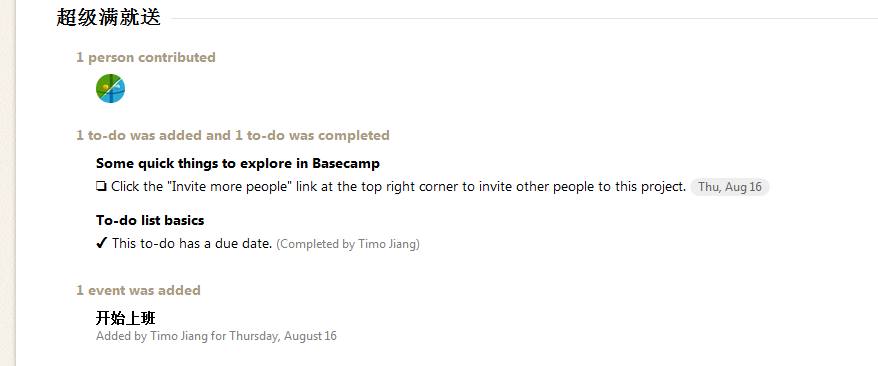 超级满就送
1 person contributed
1 to-do was added and 1 to-do was completed
Some quick things to explore in Basecamp
❏ Click the "Invite more people" link at the top right corner to invite other people to this project. Thu, Aug 16
To-do list basics
✔ This to-do has a due date. (Completed by Timo Jiang)
1 event was added
开始上班
Added by Timo Jiang for Thursday, August 16